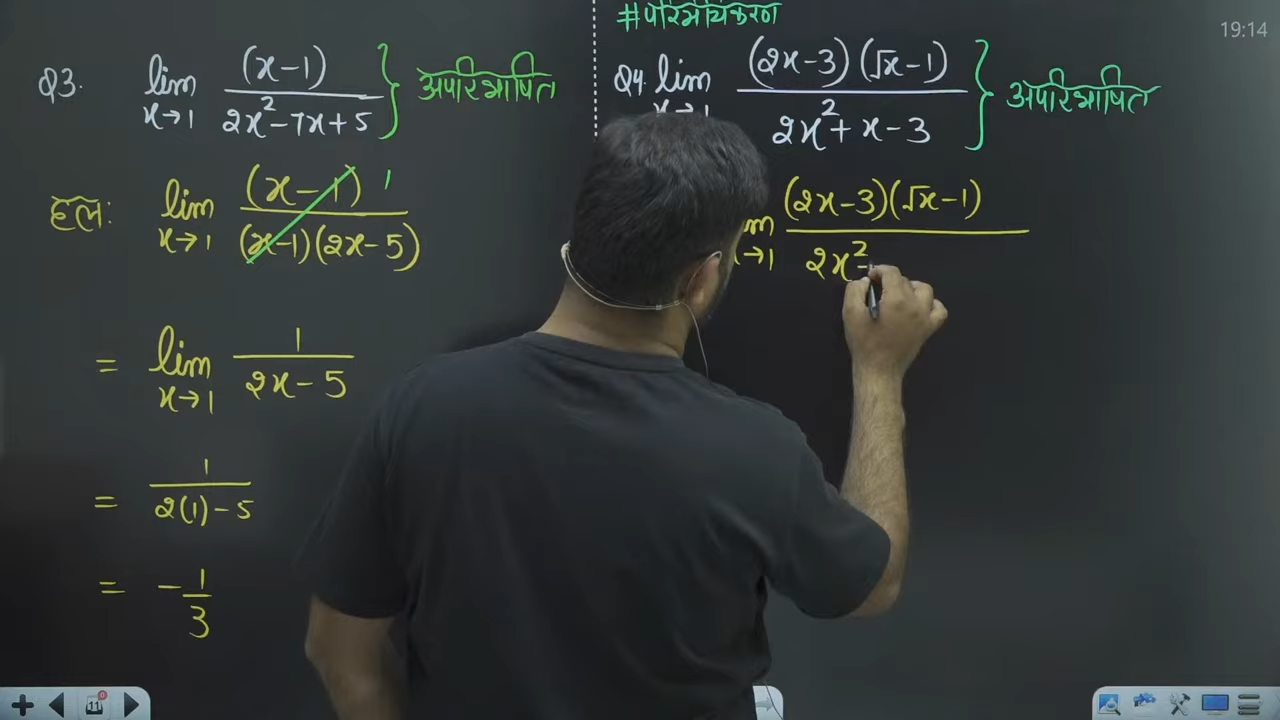 19:14
Q3. lim x→1 (x-1) / 2x²-7x+5 } अपरिभाषित
हल: lim x→1 (x-1) 1 / (x-1)(2x-5)
= lim x→1 1 / 2x-5
= 1 / 2(1)-5
= -1/3
#परिमेयिकरण
Q4. lim x→1 (2x-3)(√x-1) / 2x²+x-3 } अपरिभाषित
(2x-3)(√x-1) / 2x²
11
0